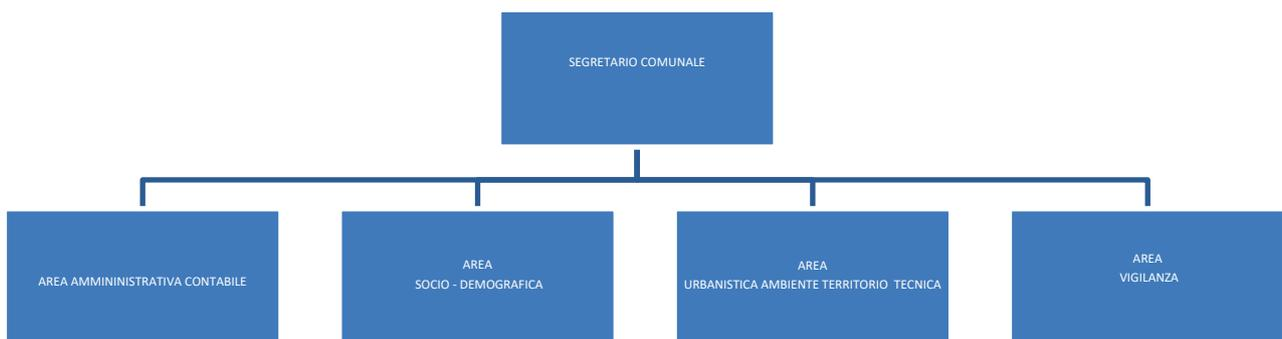 SEGRETARIO COMUNALE
AREA AMMININISTRATIVA CONTABILE
AREA
SOCIO - DEMOGRAFICA
AREA
URBANISTICA AMBIENTE TERRITORIO  TECNICA
AREA
VIGILANZA